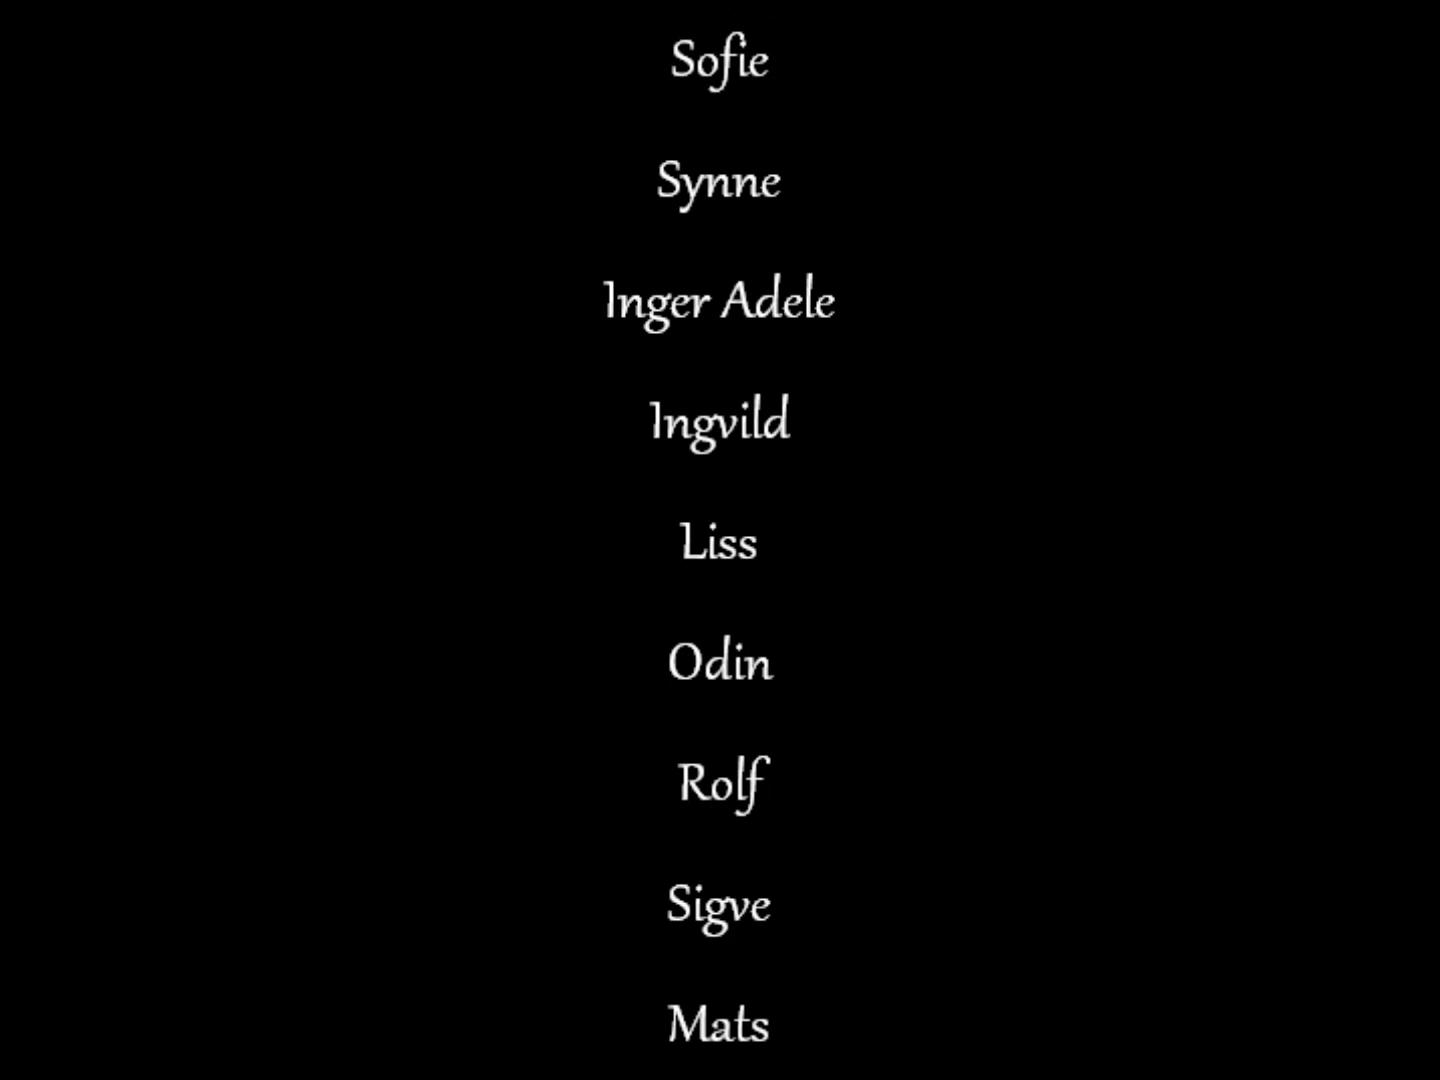 Sofie
Synne
Inger Adele
Ingvild
Liss
Odin
Rolf
Sigve
Mats